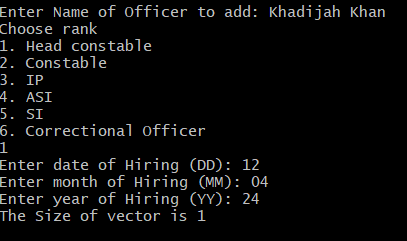 Enter Name of Officer to add: Khadijah Khan
Choose rank
1. Head constable
2. Constable
3. IP
4. ASI
5. SI
6. Correctional Officer
1
Enter date of Hiring (DD): 12
Enter month of Hiring (MM): 04
Enter year of Hiring (YY): 24
The Size of vector is 1